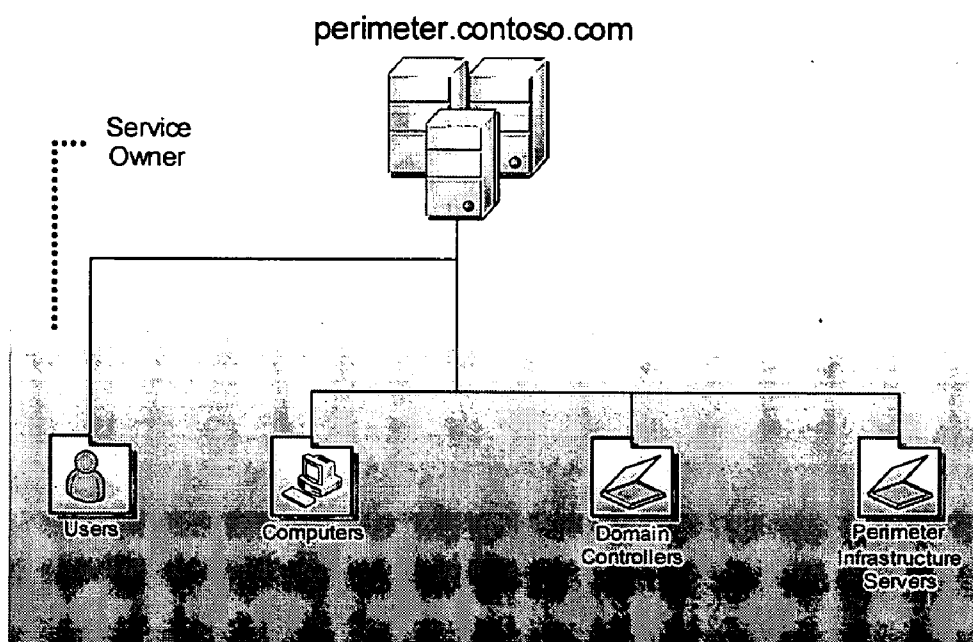 perimeter.contoso.com
Service
Owner
Users
Computers
Domain
Controllers
Perimeter
Infrastructure
Servers